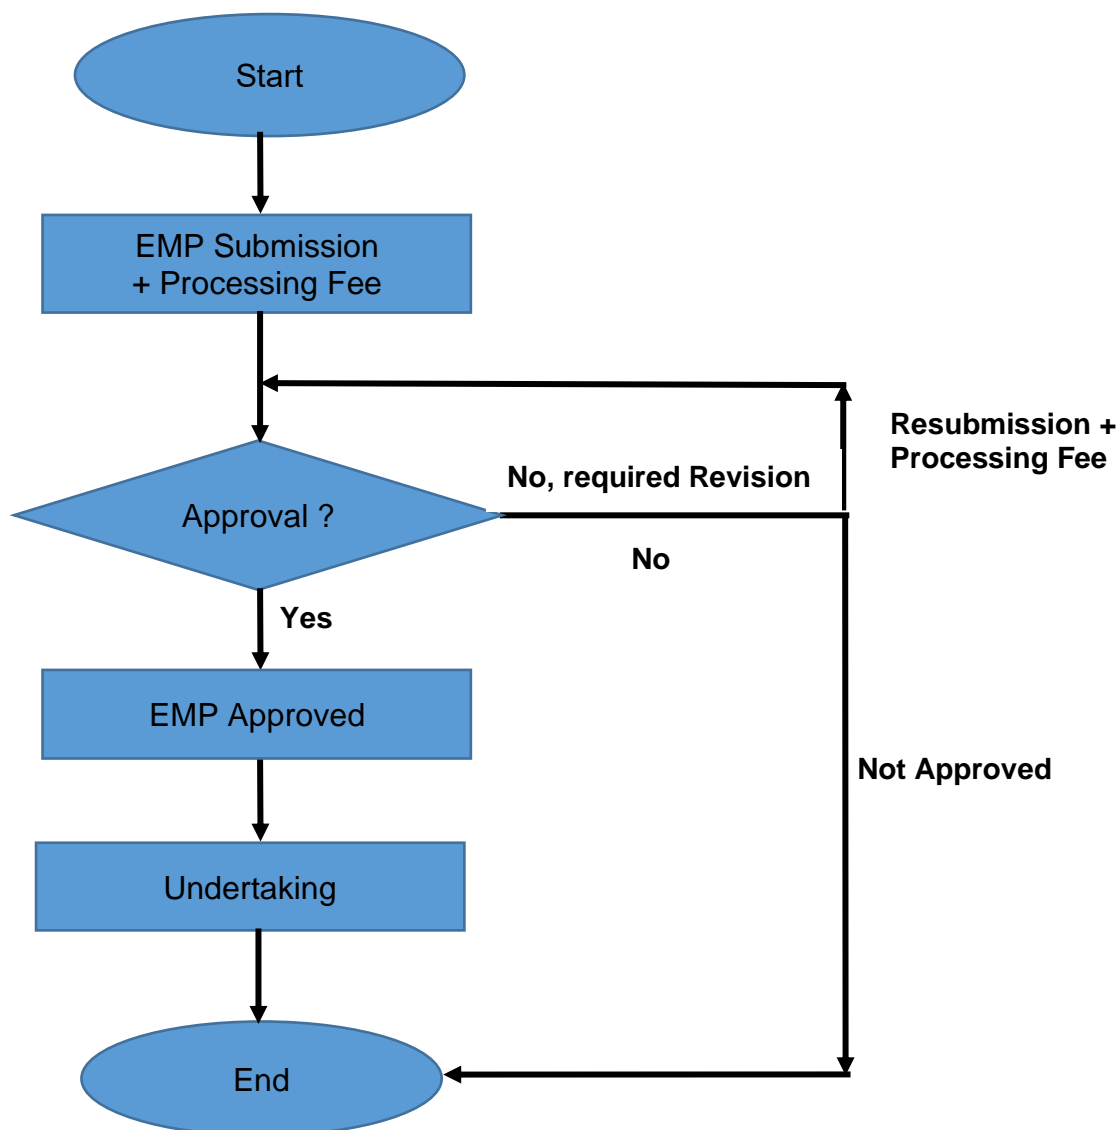 Start
EMP Submission
+ Processing Fee
Resubmission +
Processing Fee
No, required Revision
Approval ?
No
Yes
EMP Approved
Not Approved
Undertaking
End